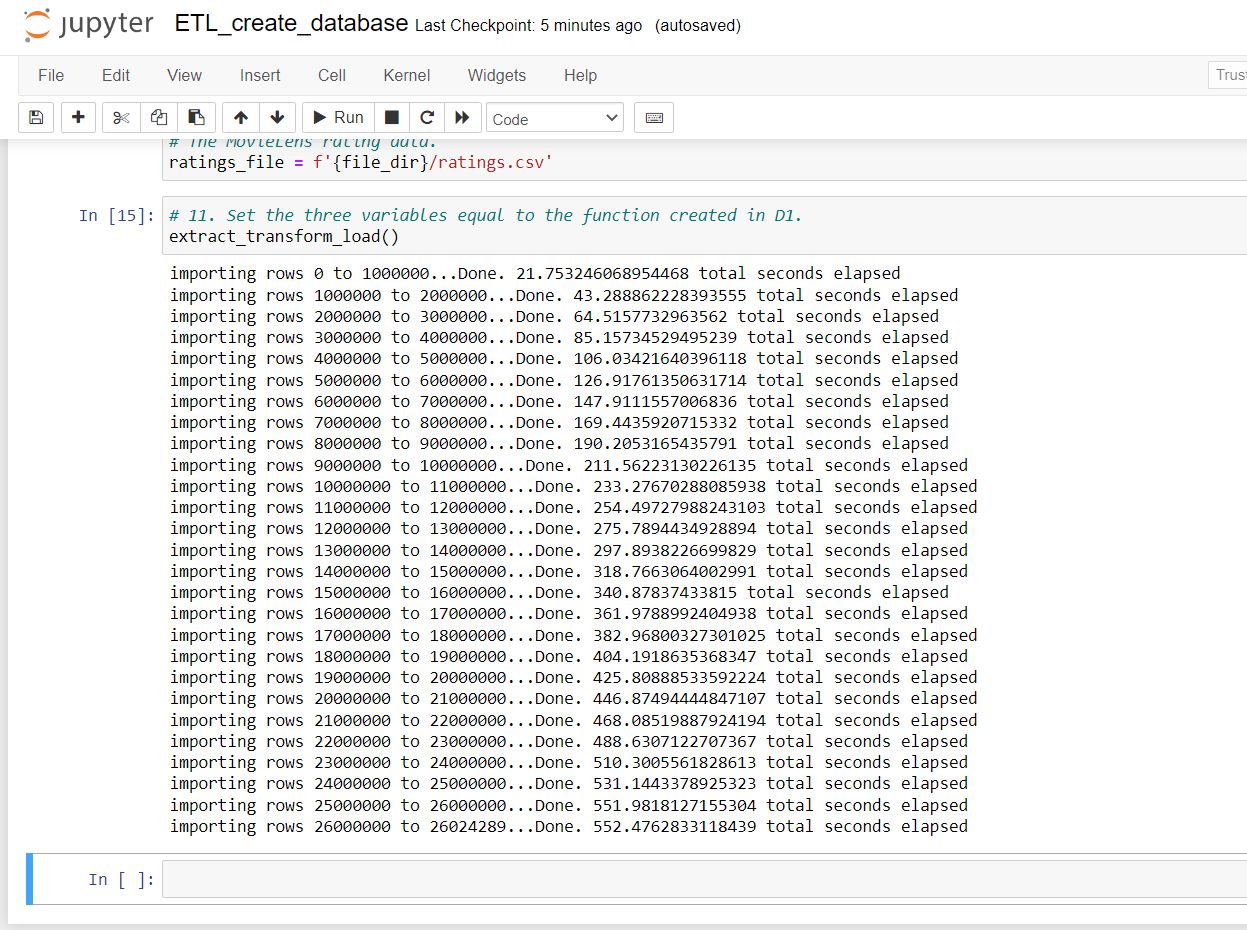 jupyter ETL_create_database Last Checkpoint: 5 minutes ago (autosaved)
File Edit View Insert Cell Kernel Widgets Help Trust
Run Code
# The MovieLens rating data.
ratings_file = f'{file_dir}/ratings.csv'
In [15]: # 11. Set the three variables equal to the function created in D1.
extract_transform_load()
importing rows 0 to 1000000...Done. 21.753246068954468 total seconds elapsed
importing rows 1000000 to 2000000...Done. 43.288862228393555 total seconds elapsed
importing rows 2000000 to 3000000...Done. 64.5157732963562 total seconds elapsed
importing rows 3000000 to 4000000...Done. 85.15734529495239 total seconds elapsed
importing rows 4000000 to 5000000...Done. 106.03421640396118 total seconds elapsed
importing rows 5000000 to 6000000...Done. 126.91761350631714 total seconds elapsed
importing rows 6000000 to 7000000...Done. 147.9111557006836 total seconds elapsed
importing rows 7000000 to 8000000...Done. 169.4435920715332 total seconds elapsed
importing rows 8000000 to 9000000...Done. 190.2053165435791 total seconds elapsed
importing rows 9000000 to 10000000...Done. 211.56223130226135 total seconds elapsed
importing rows 10000000 to 11000000...Done. 233.27670288085938 total seconds elapsed
importing rows 11000000 to 12000000...Done. 254.49727988243103 total seconds elapsed
importing rows 12000000 to 13000000...Done. 275.7894434928894 total seconds elapsed
importing rows 13000000 to 14000000...Done. 297.8938226699829 total seconds elapsed
importing rows 14000000 to 15000000...Done. 318.7663064002991 total seconds elapsed
importing rows 15000000 to 16000000...Done. 340.87837433815 total seconds elapsed
importing rows 16000000 to 17000000...Done. 361.9788992404938 total seconds elapsed
importing rows 17000000 to 18000000...Done. 382.96800327301025 total seconds elapsed
importing rows 18000000 to 19000000...Done. 404.1918635368347 total seconds elapsed
importing rows 19000000 to 20000000...Done. 425.80888533592224 total seconds elapsed
importing rows 20000000 to 21000000...Done. 446.87494444847107 total seconds elapsed
importing rows 21000000 to 22000000...Done. 468.08519887924194 total seconds elapsed
importing rows 22000000 to 23000000...Done. 488.6307122707367 total seconds elapsed
importing rows 23000000 to 24000000...Done. 510.3005561828613 total seconds elapsed
importing rows 24000000 to 25000000...Done. 531.1443378925323 total seconds elapsed
importing rows 25000000 to 26000000...Done. 551.9818127155304 total seconds elapsed
importing rows 26000000 to 26024289...Done. 552.4762833118439 total seconds elapsed
In [ ]: